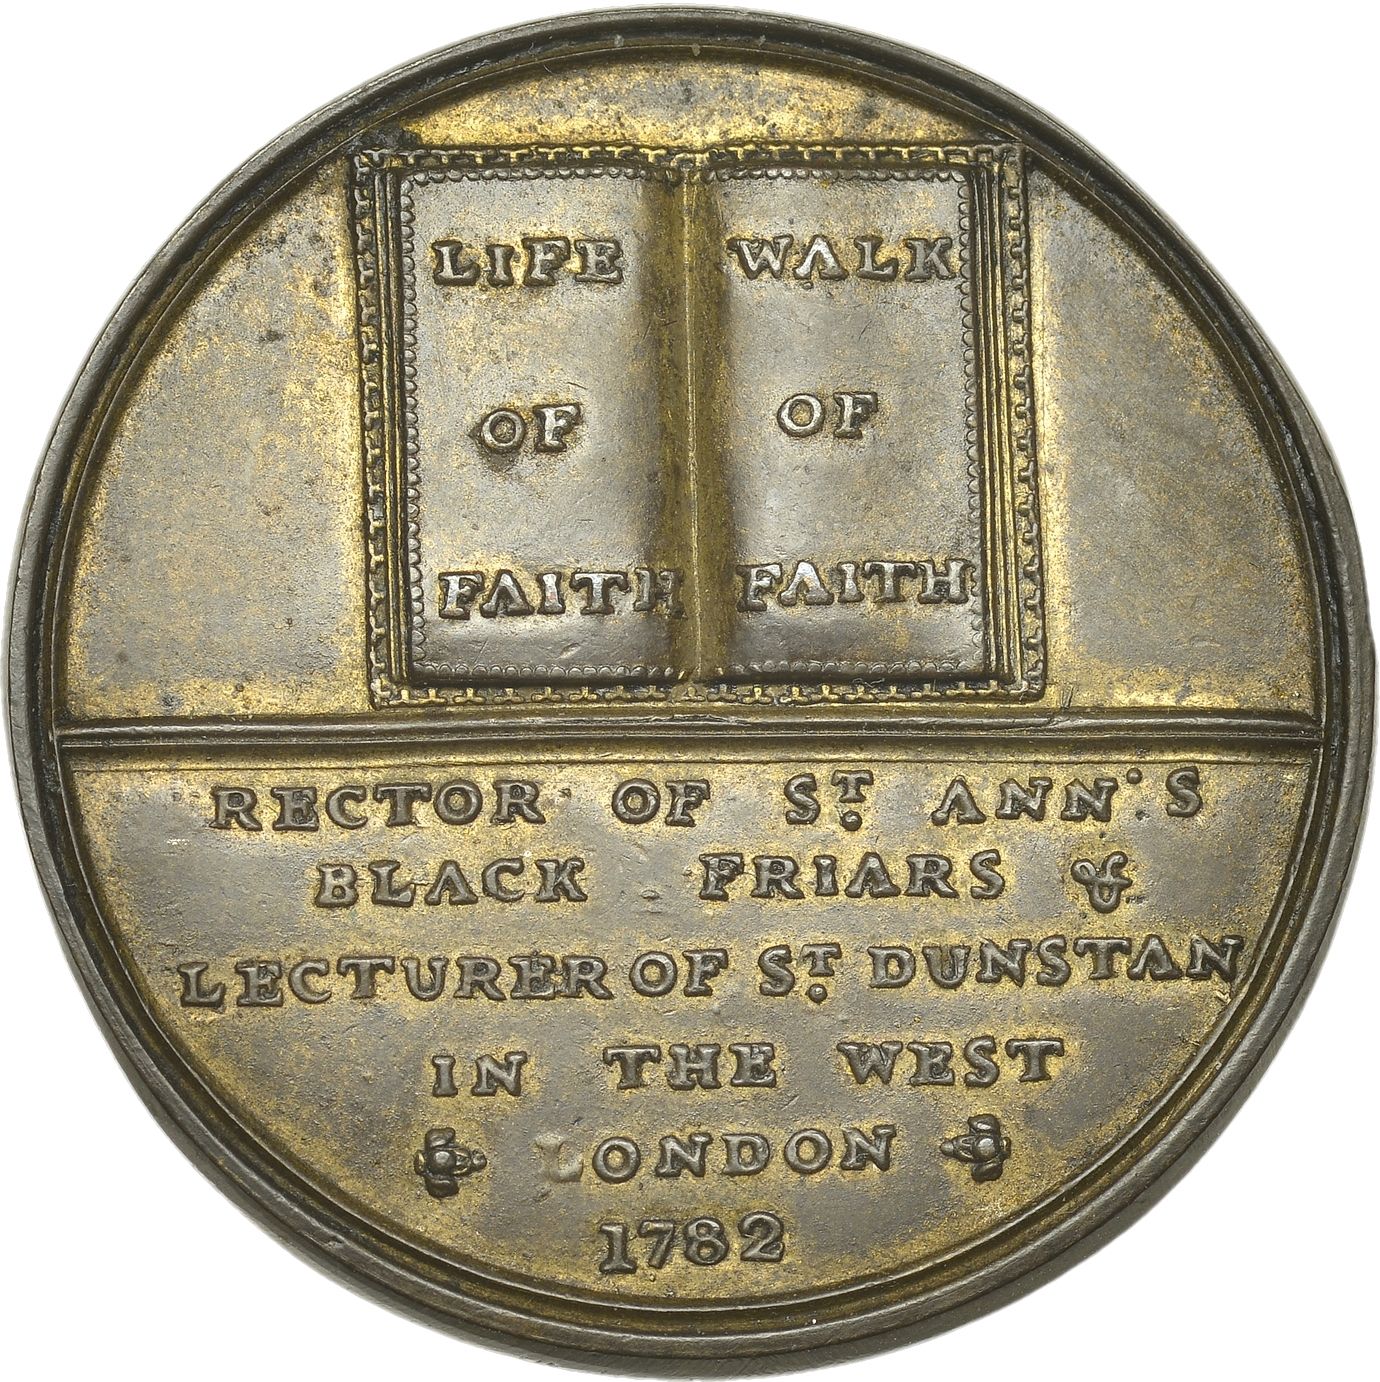 LIFE
OF
FAITH
WALK
OF
FAITH
RECTOR OF ST. ANN'S
BLACK FRIARS &
LECTURER OF ST. DUNSTAN
IN THE WEST
LONDON
1782